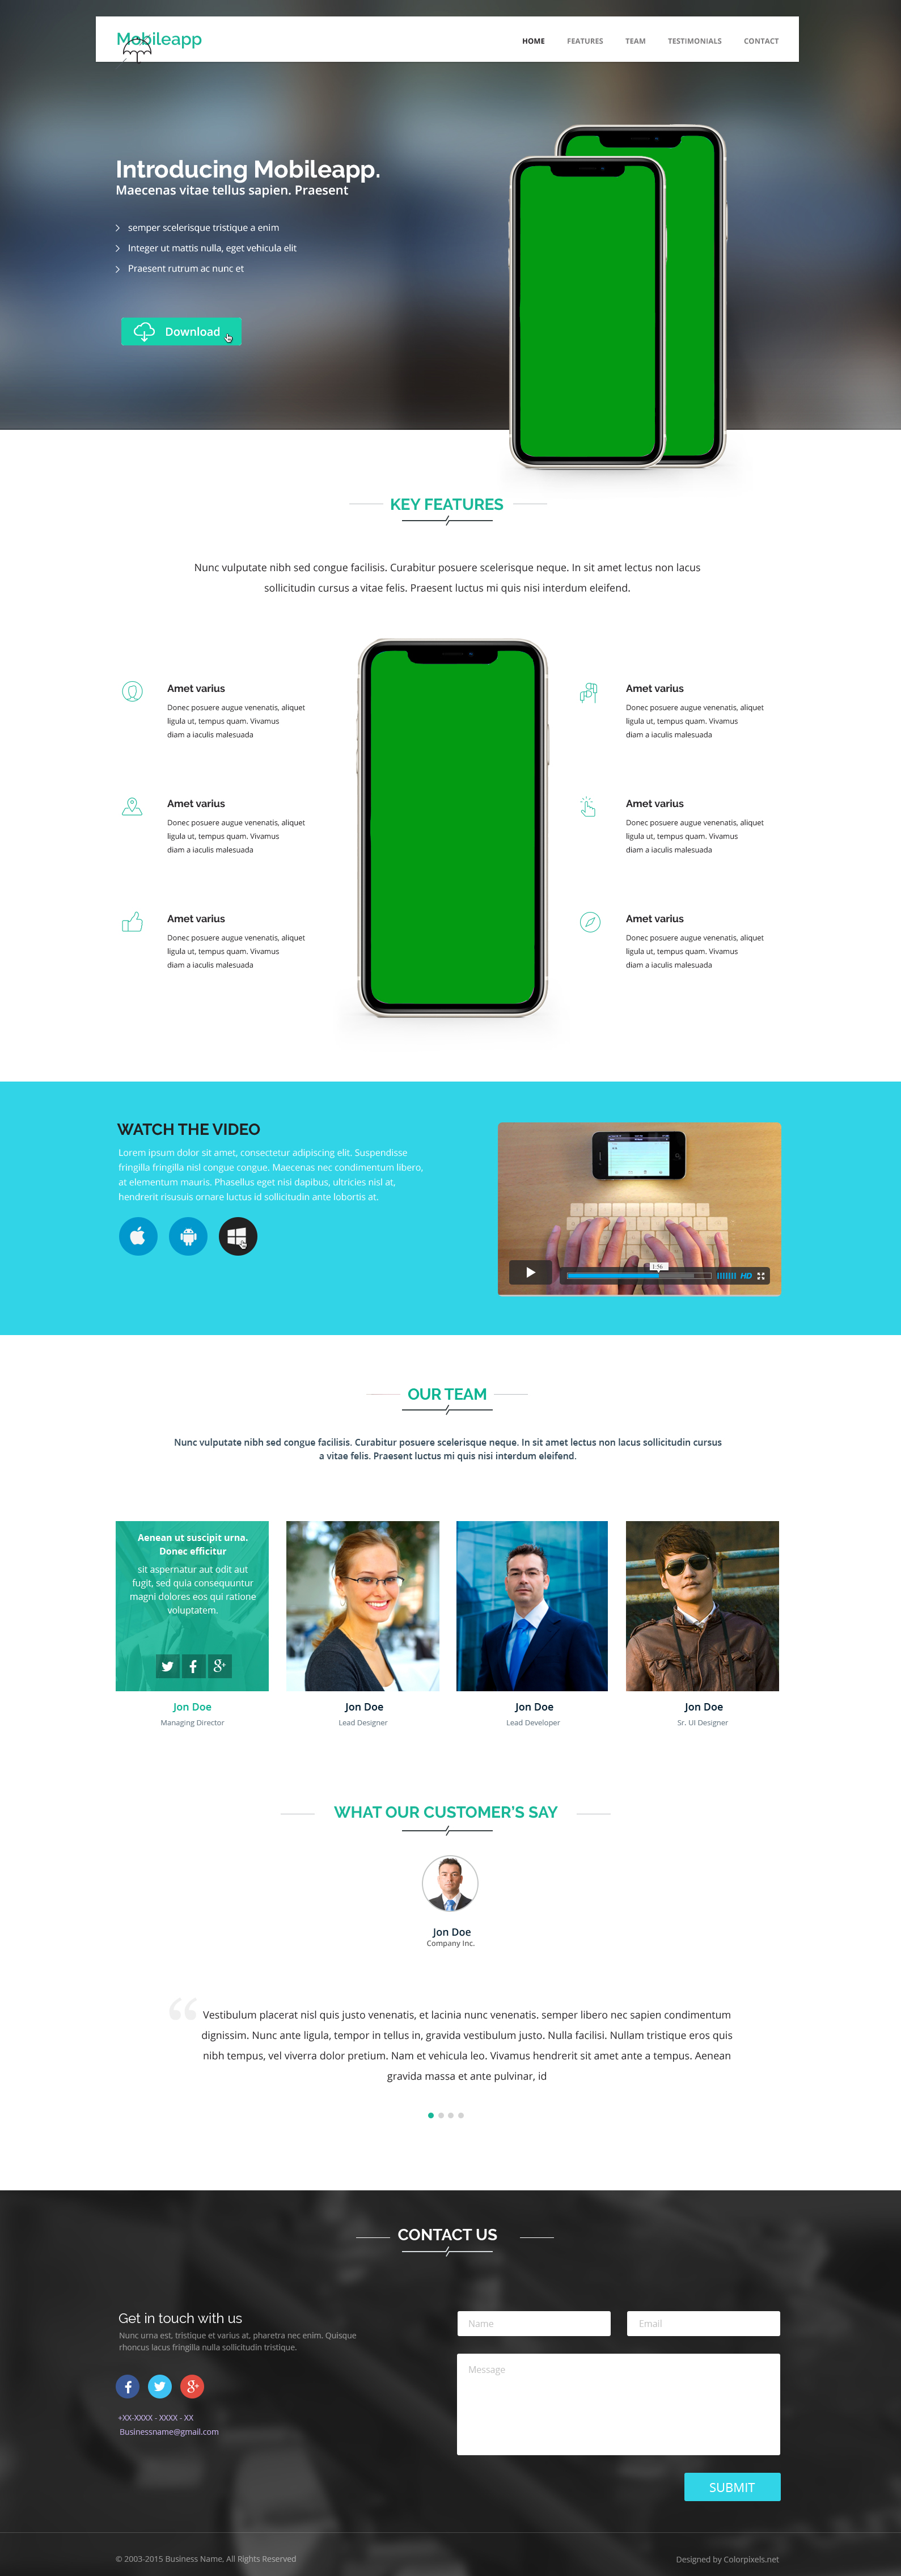 Mobileapp
HOME FEATURES TEAM TESTIMONIALS CONTACT
Introducing Mobileapp.
Maecenas vitae tellus sapien. Praesent
semper scelerisque tristique a enim
Integer ut mattis nulla, eget vehicula elit
Praesent rutrum ac nunc et
Download
KEY FEATURES
Nunc vulputate nibh sed congue facilisis. Curabitur posuere scelerisque neque. In sit amet lectus non lacus
sollicitudin cursus a vitae felis. Praesent luctus mi quis nisi interdum eleifend.
Amet varius
Donec posuere augue venenatis, aliquet
ligula ut, tempus quam. Vivamus
diam a iaculis malesuada
Amet varius
Donec posuere augue venenatis, aliquet
ligula ut, tempus quam. Vivamus
diam a iaculis malesuada
Amet varius
Donec posuere augue venenatis, aliquet
ligula ut, tempus quam. Vivamus
diam a iaculis malesuada
Amet varius
Donec posuere augue venenatis, aliquet
ligula ut, tempus quam. Vivamus
diam a iaculis malesuada
Amet varius
Donec posuere augue venenatis, aliquet
ligula ut, tempus quam. Vivamus
diam a iaculis malesuada
Amet varius
Donec posuere augue venenatis, aliquet
ligula ut, tempus quam. Vivamus
diam a iaculis malesuada
WATCH THE VIDEO
Lorem ipsum dolor sit amet, consectetur adipiscing elit. Suspendisse
fringilla fringilla nisl congue congue. Maecenas nec condimentum libero,
at elementum mauris. Phasellus eget nisi dapibus, ultricies nisl at,
hendrerit risusuis ornare luctus id sollicitudin ante lobortis at.
1:56
HD
OUR TEAM
Nunc vulputate nibh sed congue facilisis. Curabitur posuere scelerisque neque. In sit amet lectus non lacus sollicitudin cursus
a vitae felis. Praesent luctus mi quis nisi interdum eleifend.
Aenean ut suscipit urna.
Donec efficitur
sit aspernatur aut odit aut
fugit, sed quia consequuntur
magni dolores eos qui ratione
voluptatem.
Jon Doe
Managing Director
Jon Doe
Lead Designer
Jon Doe
Lead Developer
Jon Doe
Sr. UI Designer
WHAT OUR CUSTOMER'S SAY
Jon Doe
Company Inc.
“ Vestibulum placerat nisl quis justo venenatis, et lacinia nunc venenatis. semper libero nec sapien condimentum
dignissim. Nunc ante ligula, tempor in tellus in, gravida vestibulum justo. Nulla facilisi. Nullam tristique eros quis
nibh tempus, vel viverra dolor pretium. Nam et vehicula leo. Vivamus hendrerit sit amet ante a tempus. Aenean
gravida massa et ante pulvinar, id
CONTACT US
Get in touch with us
Nunc urna est, tristique et varius at, pharetra nec enim. Quisque
rhoncus lacus fringilla nulla sollicitudin tristique.
+XX-XXXX - XXXX - XX
Businessname@gmail.com
Name
Email
Message
SUBMIT
© 2003-2015 Business Name, All Rights Reserved
Designed by Colorpixels.net